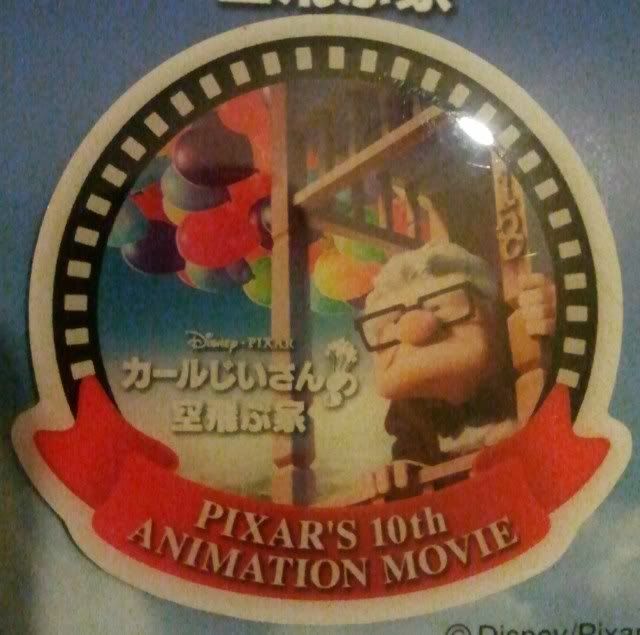 DISNEY · PIXAR
カールじいさんの
空飛ぶ家
PIXAR'S 10th
ANIMATION MOVIE
© Disney/Pixa